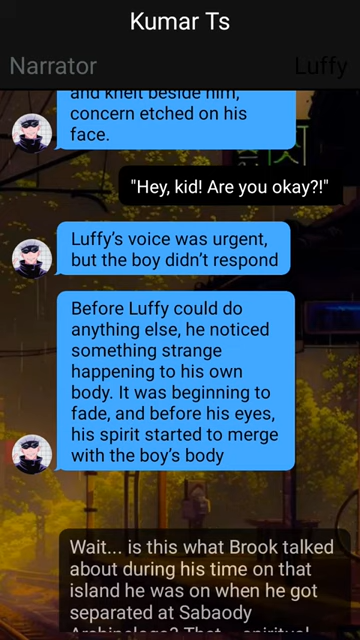 Kumar Ts
Narrator
Luffy
and knelt beside him,
concern etched on his
face.
"Hey, kid! Are you okay?!"
Luffy's voice was urgent,
but the boy didn't respond
Before Luffy could do
anything else, he noticed
something strange
happening to his own
body. It was beginning to
fade, and before his eyes,
his spirit started to merge
with the boy's body
Wait... is this what Brook talked
about during his time on that
island he was on when he got
separated at Sabaody